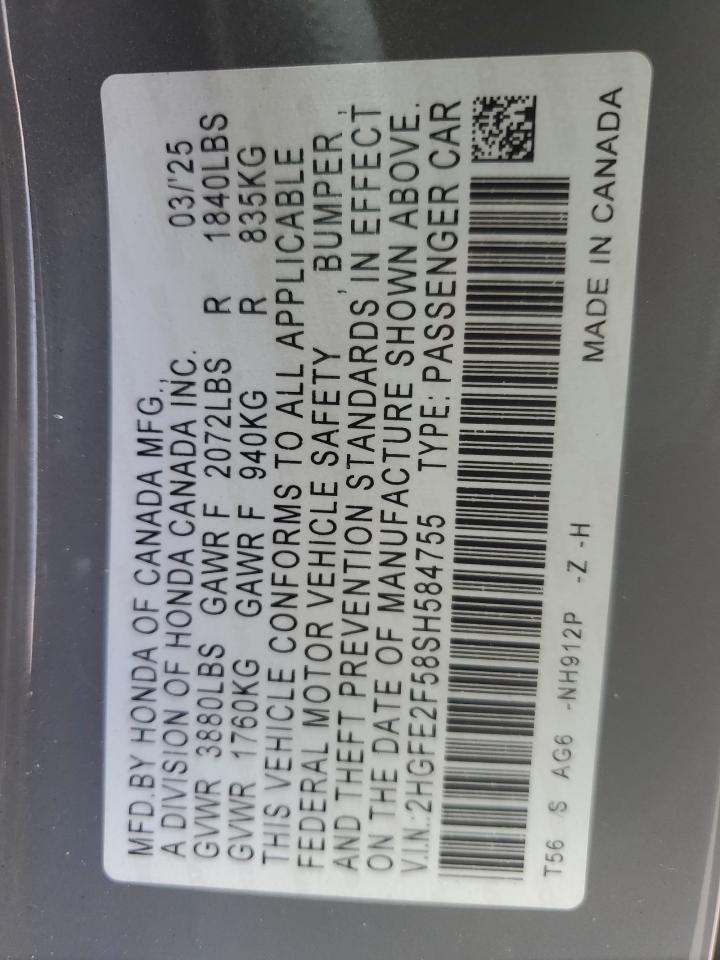 MFD.BY HONDA OF CANADA MFG.,
A DIVISION OF HONDA CANADA INC. 03/'25
GVWR 3880LBS GAWR F 2072LBS R 1840LBS
GVWR 1760KG GAWR F 940KG R 835KG
THIS VEHICLE CONFORMS TO ALL APPLICABLE
FEDERAL MOTOR VEHICLE SAFETY , BUMPER ,
AND THEFT PREVENTION STANDARDS IN EFFECT
ON THE DATE OF MANUFACTURE SHOWN ABOVE.
V.I.N.:2HGFE2F58SH584755 TYPE: PASSENGER CAR
T56 S AG6 -NH912P -Z -H
MADE IN CANADA